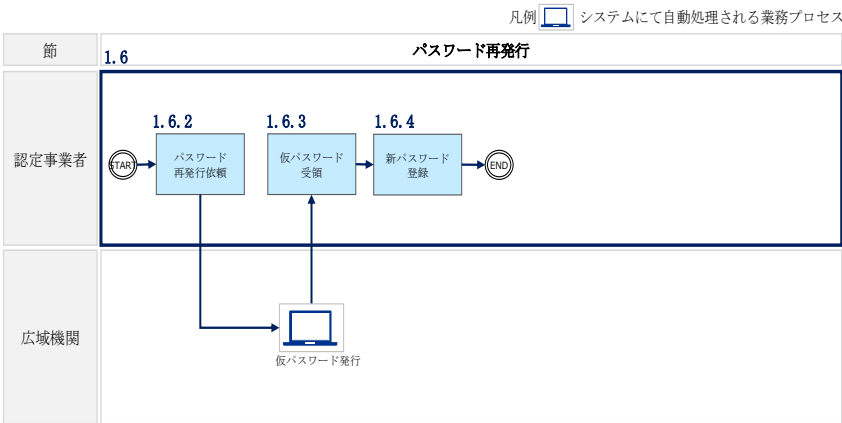 凡例 システムにて自動処理される業務プロセス
節
1.6
パスワード再発行
認定事業者
1.6.2
1.6.3
1.6.4
START
パスワード
再発行依頼
仮パスワード
受領
新パスワード
登録
END
広域機関
仮パスワード発行